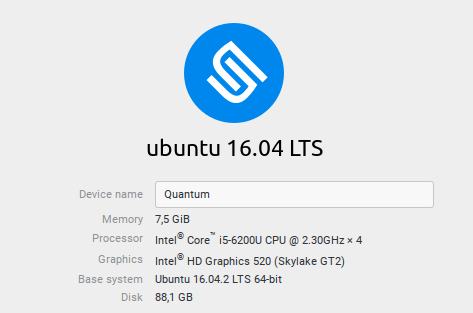 ubuntu 16.04 LTS
Device name Quantum
Memory 7,5 GiB
Processor Intel® Core™ i5-6200U CPU @ 2.30GHz × 4
Graphics Intel® HD Graphics 520 (Skylake GT2)
Base system Ubuntu 16.04.2 LTS 64-bit
Disk 88,1 GB